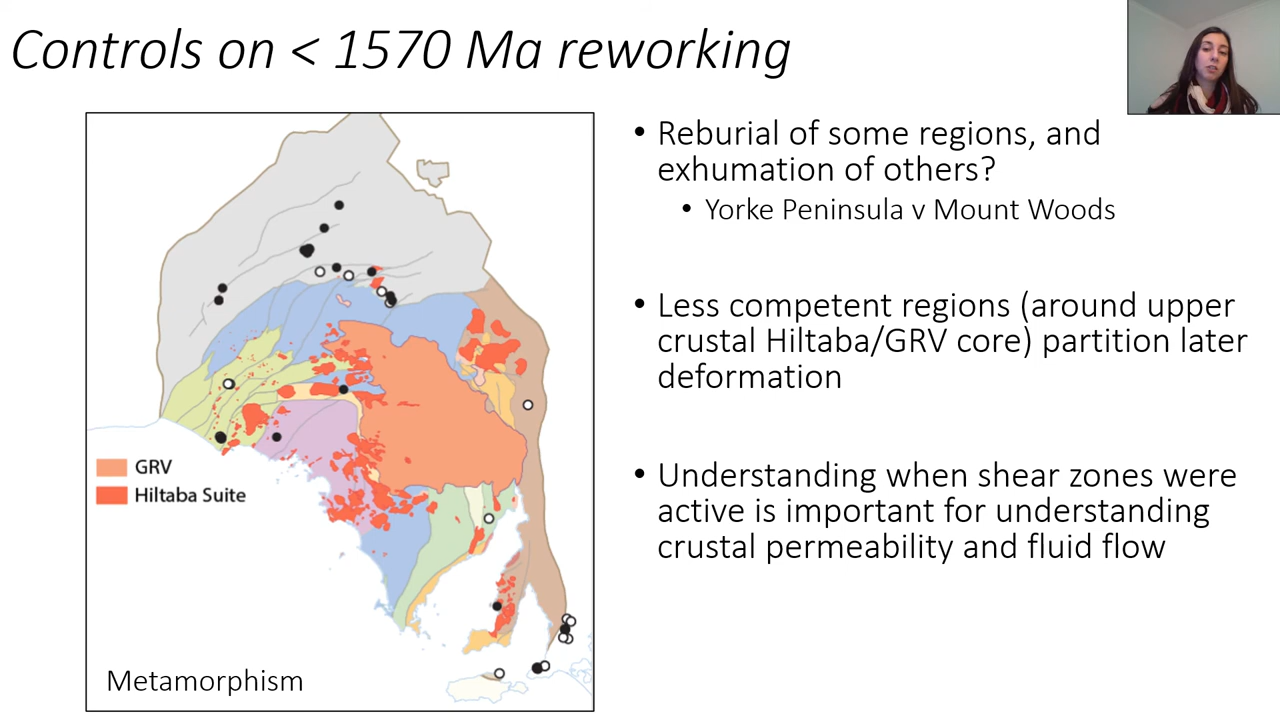 Controls on < 1570 Ma reworking
• Reburial of some regions, and
exhumation of others?
• Yorke Peninsula v Mount Woods
• Less competent regions (around upper
crustal Hiltaba/GRV core) partition later
deformation
• Understanding when shear zones were
active is important for understanding
crustal permeability and fluid flow
GRV
Hiltaba Suite
Metamorphism